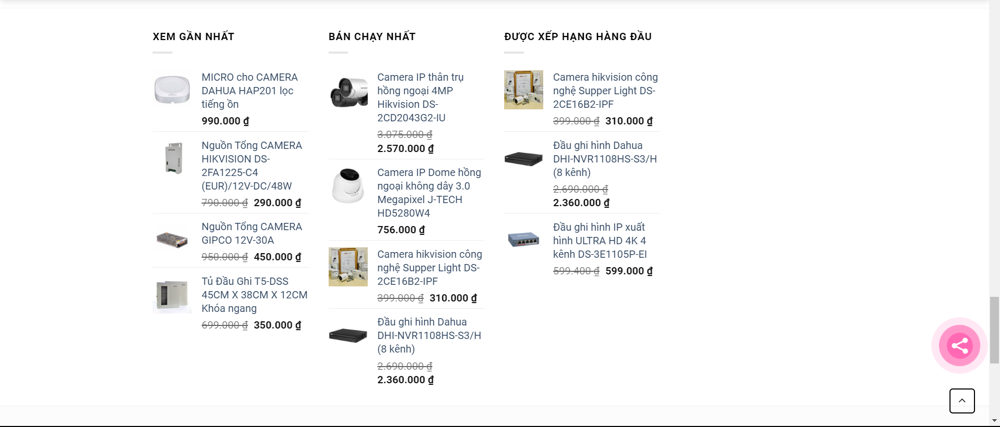 XEM GẦN NHẤT
MICRO cho CAMERA
DAHUA HAP201 lọc
tiếng ồn
990.000 ₫
Nguồn Tổng CAMERA
HIKVISION DS-
2FA1225-C4
(EUR)/12V-DC/48W
790.000 ₫ 290.000 ₫
Nguồn Tổng CAMERA
GIPCO 12V-30A
950.000 ₫ 450.000 ₫
Tủ Đầu Ghi T5-DSS
45CM X 38CM X 12CM
Khóa ngang
699.000 ₫ 350.000 ₫
BÁN CHẠY NHẤT
Camera IP thân trụ
hồng ngoại 4MP
Hikvision DS-
2CD2043G2-IU
3.075.000 ₫
2.570.000 ₫
Camera IP Dome hồng
ngoại không dây 3.0
Megapixel J-TECH
HD5280W4
756.000 ₫
Camera hikvision công
nghệ Supper Light DS-
2CE16B2-IPF
399.000 ₫ 310.000 ₫
Đầu ghi hình Dahua
DHI-NVR1108HS-S3/H
(8 kênh)
2.690.000 ₫
2.360.000 ₫
ĐƯỢC XẾP HẠNG HÀNG ĐẦU
Camera hikvision công
nghệ Supper Light DS-
2CE16B2-IPF
399.000 ₫ 310.000 ₫
Đầu ghi hình Dahua
DHI-NVR1108HS-S3/H
(8 kênh)
2.690.000 ₫
2.360.000 ₫
Đầu ghi hình IP xuất
hình ULTRA HD 4K 4
kênh DS-3E1105P-EI
599.400 ₫ 599.000 ₫